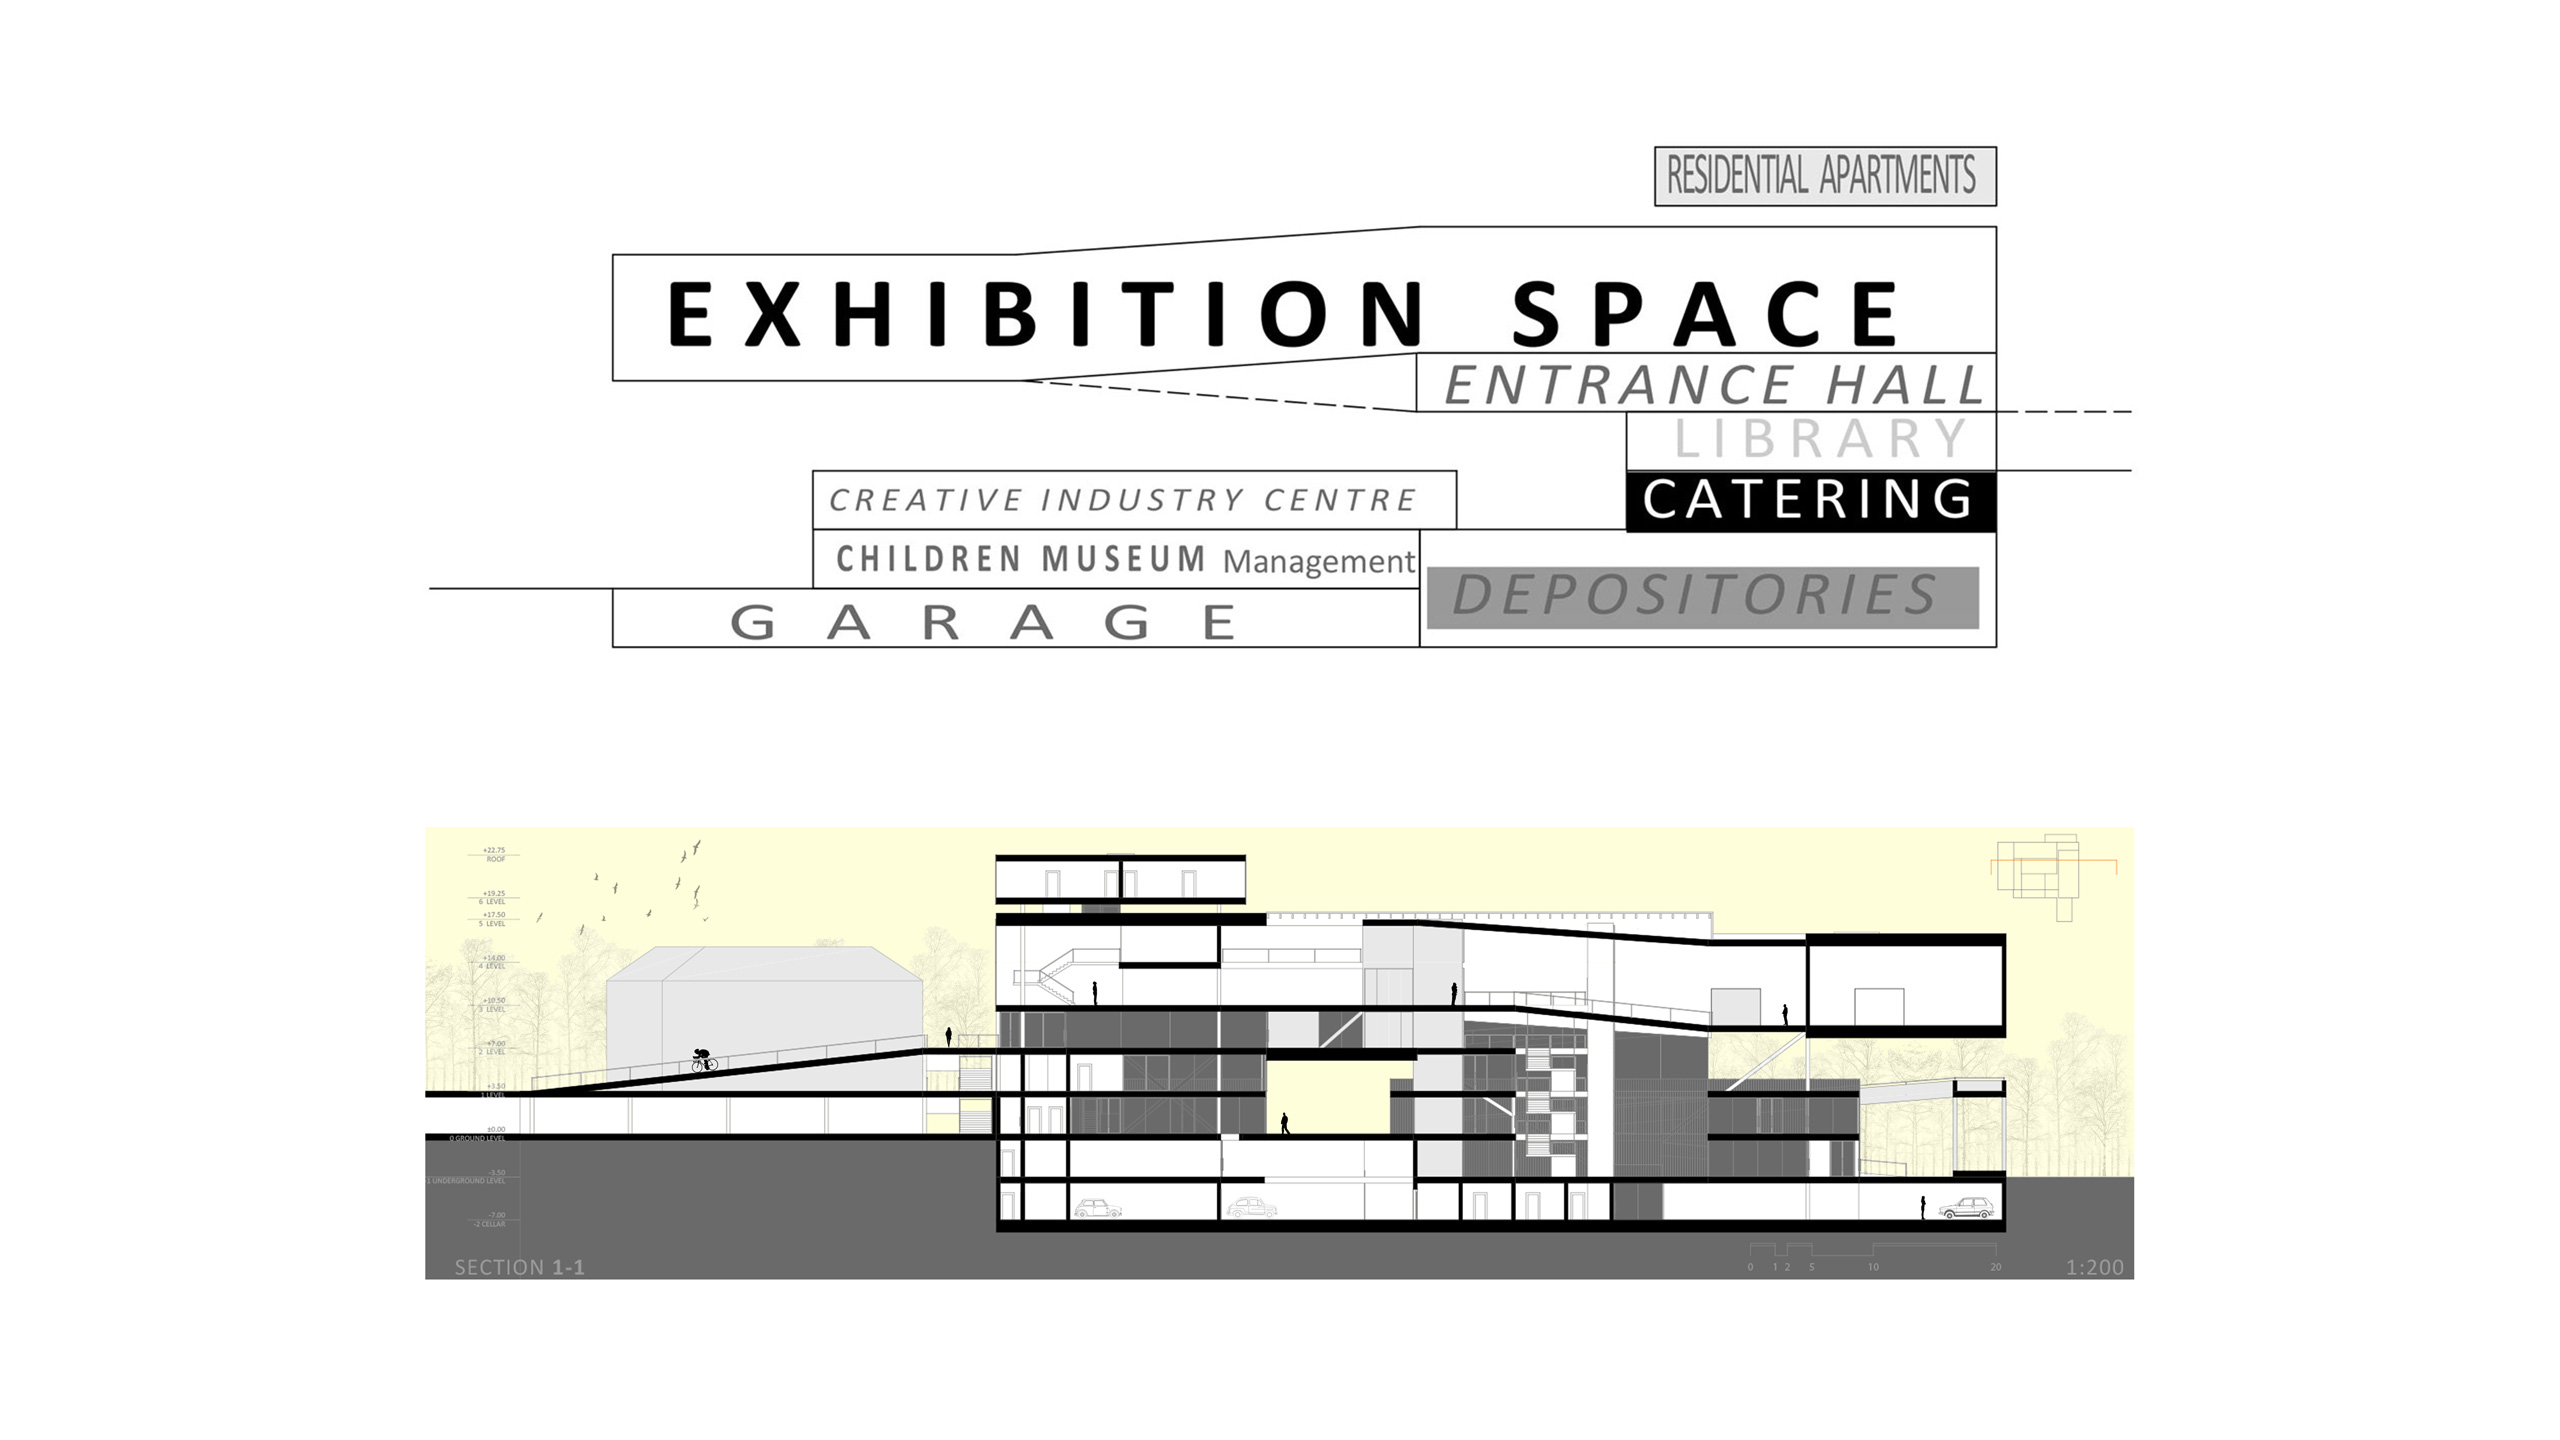 RESIDENTIAL APARTMENTS
EXHIBITION SPACE
ENTRANCE HALL
LIBRARY
CREATIVE INDUSTRY CENTRE
CATERING
CHILDREN MUSEUM Management
DEPOSITORIES
GARAGE
+22.75
ROOF
+19.25
6 LEVEL
+17.50
5 LEVEL
+14.00
4 LEVEL
+10.50
3 LEVEL
+7.00
2 LEVEL
+3.50
1 LEVEL
±0.00
0 GROUND LEVEL
-3.50
-1 UNDERGROUND LEVEL
-7.00
-2 CELLAR
SECTION 1-1
0 1 2 5 10 20
1:200